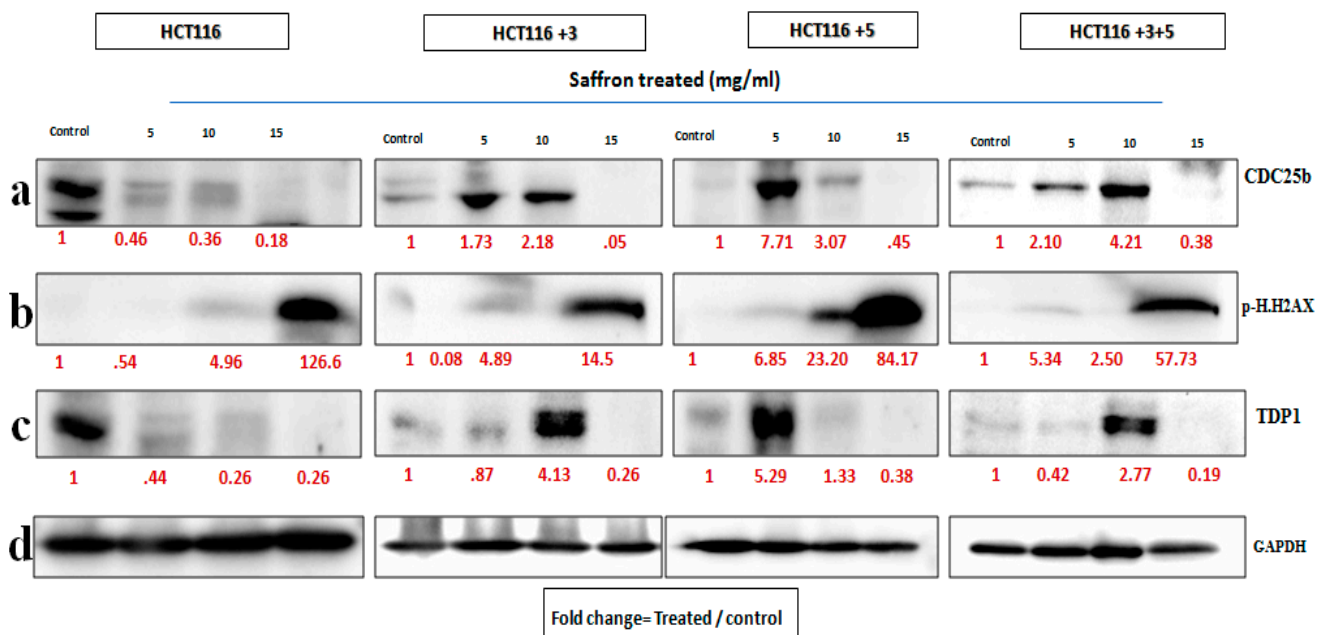 HCT116 HCT116 +3 HCT116 +5 HCT116 +3+5
Saffron treated (mg/ml)
Control 5 10 15 Control 5 10 15 Control 5 10 15 Control 5 10 15
a CDC25b
1 0.46 0.36 0.18 1 1.73 2.18 .05 1 7.71 3.07 .45 1 2.10 4.21 0.38
b p-H.H2AX
1 .54 4.96 126.6 1 0.08 4.89 14.5 1 6.85 23.20 84.17 1 5.34 2.50 57.73
c TDP1
1 .44 0.26 0.26 1 .87 4.13 0.26 1 5.29 1.33 0.38 1 0.42 2.77 0.19
d GAPDH
Fold change= Treated / control